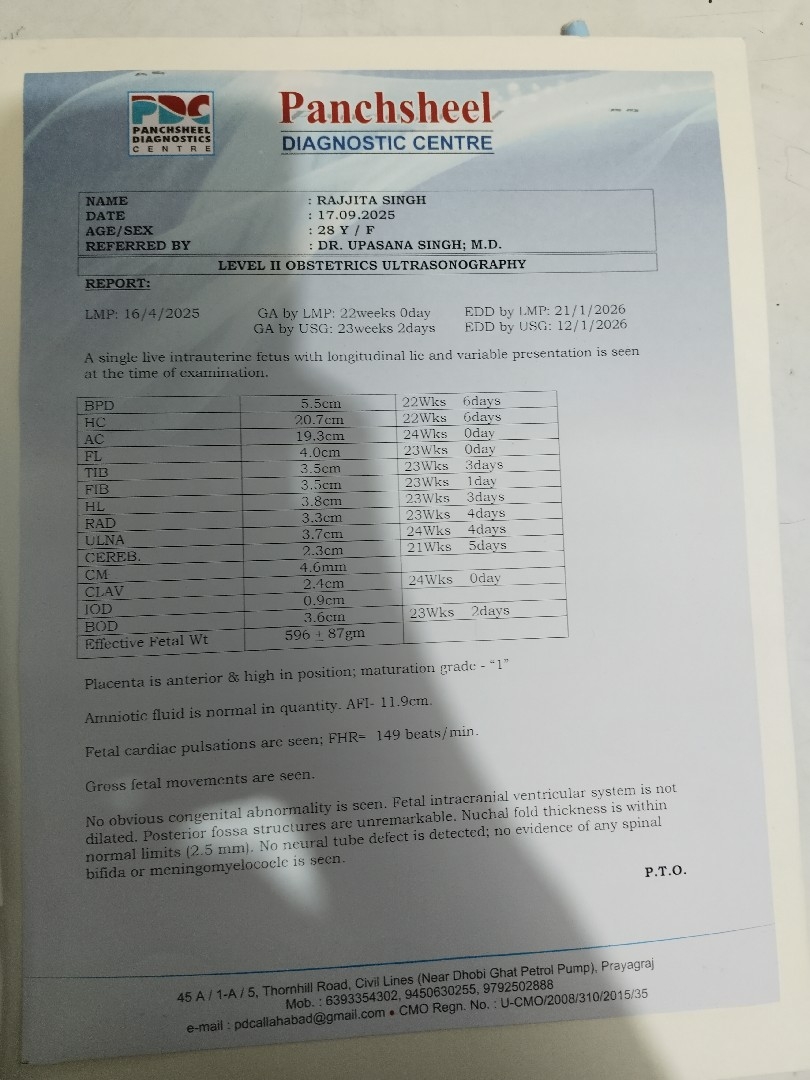 PDC
PANCHSHEEL
DIAGNOSTICS
CENTRE
Panchsheel
DIAGNOSTIC CENTRE
NAME : RAJJITA SINGH
DATE : 17.09.2025
AGE/SEX : 28 Y / F
REFERRED BY : DR. UPASANA SINGH; M.D.
LEVEL II OBSTETRICS ULTRASONOGRAPHY
REPORT:
LMP: 16/4/2025 GA by LMP: 22weeks 0day EDD by LMP: 21/1/2026
GA by USG: 23weeks 2days EDD by USG: 12/1/2026
A single live intrauterine fetus with longitudinal lie and variable presentation is seen
at the time of examination.
BPD 5.5cm 22Wks 6days
HC 20.7cm 22Wks 6days
AC 19.3cm 24Wks 0day
FL 4.0cm 23Wks 0day
TIB 3.5cm 23Wks 3days
FIB 3.5cm 23Wks 1day
HL 3.8cm 23Wks 3days
RAD 3.3cm 23Wks 4days
ULNA 3.7cm 24Wks 4days
CEREB. 2.3cm 21Wks 5days
CM 4.6mm
CLAV 2.4cm 24Wks 0day
IOD 0.9cm
BOD 3.6cm 23Wks 2days
Effective Fetal Wt 596 ± 87gm
Placenta is anterior & high in position; maturation grade - "1"
Amniotic fluid is normal in quantity. AFI- 11.9cm.
Fetal cardiac pulsations are seen; FHR= 149 beats/min.
Gross fetal movements are seen.
No obvious congenital abnormality is seen. Fetal intracranial ventricular system is not
dilated. Posterior fossa structures are unremarkable. Nuchal fold thickness is within
normal limits (2.5 mm). No neural tube defect is detected; no evidence of any spinal
bifida or meningomyelococle is seen.
P.T.O.
45 A / 1-A / 5, Thornhill Road, Civil Lines (Near Dhobi Ghat Petrol Pump), Prayagraj
Mob. : 6393354302, 9450630255, 9792502888
e-mail : pdcallahabad@gmail.com • CMO Regn. No. : U-CMO/2008/310/2015/35